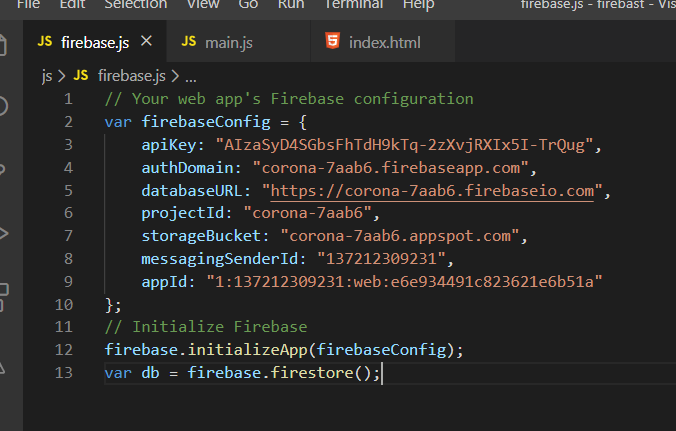 File Edit Selection View Go Run Terminal Help firebase.js - firebast - Vis
JS firebase.js × JS main.js index.html
js > JS firebase.js > ...
1 // Your web app's Firebase configuration
2 var firebaseConfig = {
3 apiKey: "AIzaSyD4SGbsFhTdH9kTq-2zXvjRXIx5I-TrQug",
4 authDomain: "corona-7aab6.firebaseapp.com",
5 databaseURL: "https://corona-7aab6.firebaseio.com",
6 projectId: "corona-7aab6",
7 storageBucket: "corona-7aab6.appspot.com",
8 messagingSenderId: "137212309231",
9 appId: "1:137212309231:web:e6e934491c823621e6b51a"
10 };
11 // Initialize Firebase
12 firebase.initializeApp(firebaseConfig);
13 var db = firebase.firestore();